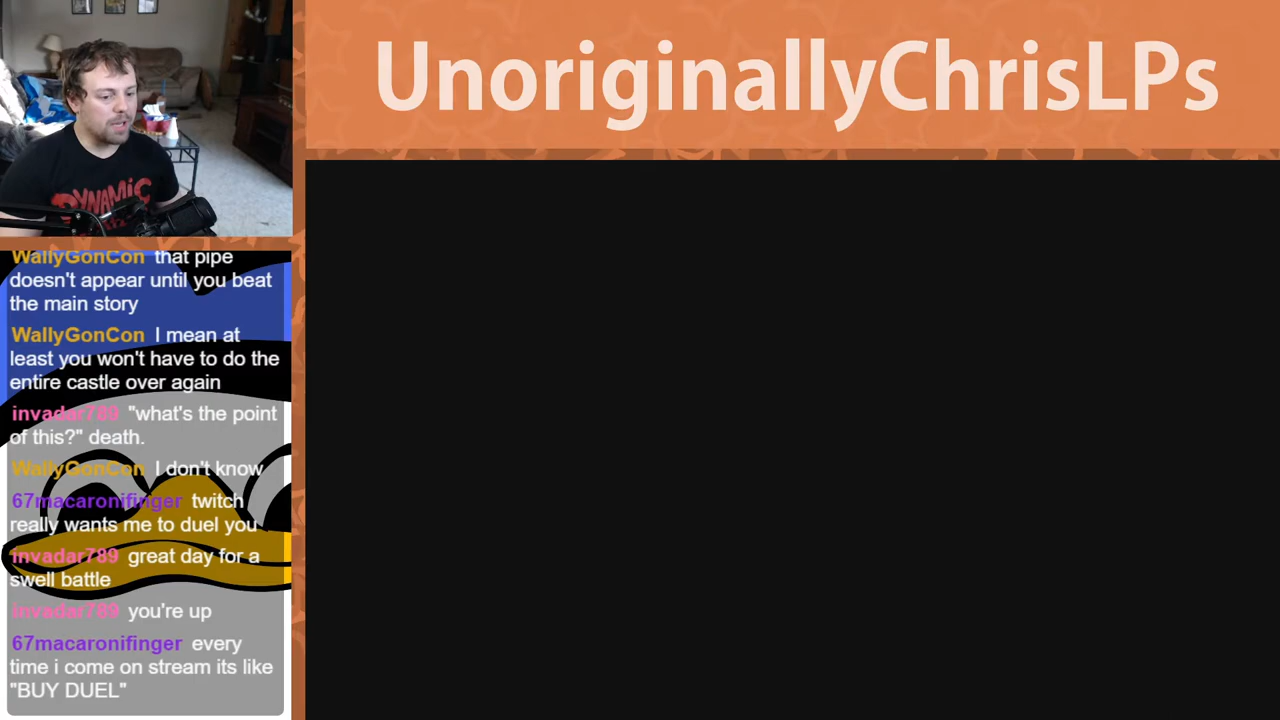 UnoriginallyChrisLPs
DYNAMIC
WallyGonCon that pipe
doesn't appear until you beat
the main story
WallyGonCon I mean at
least you won't have to do the
entire castle over again
invadar789 "what's the point
of this?" death.
WallyGonCon I don't know
67macaronifinger twitch
really wants me to duel you
invadar789 great day for a
swell battle
invadar789 you're up
67macaronifinger every
time i come on stream its like
"BUY DUEL"